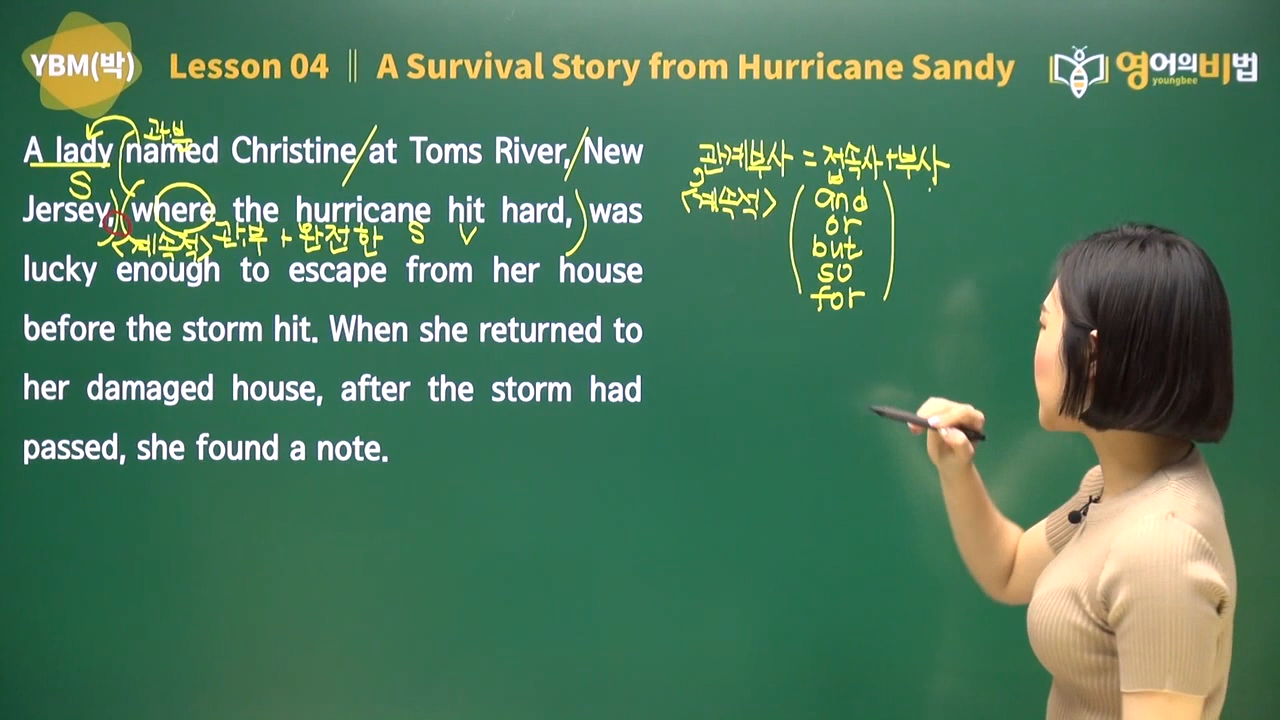 YBM(박)
Lesson 04 || A Survival Story from Hurricane Sandy
영어의비법
youngbee
과.부
A lady named Christine/at Toms River,/New
S
Jersey, where the hurricane hit hard, was
<계속적> 관.부 + 완전한 S V
lucky enough to escape from her house
before the storm hit. When she returned to
her damaged house, after the storm had
passed, she found a note.
, 관계부사 = 접속사+부사
<계속적>
and
or
but
so
for